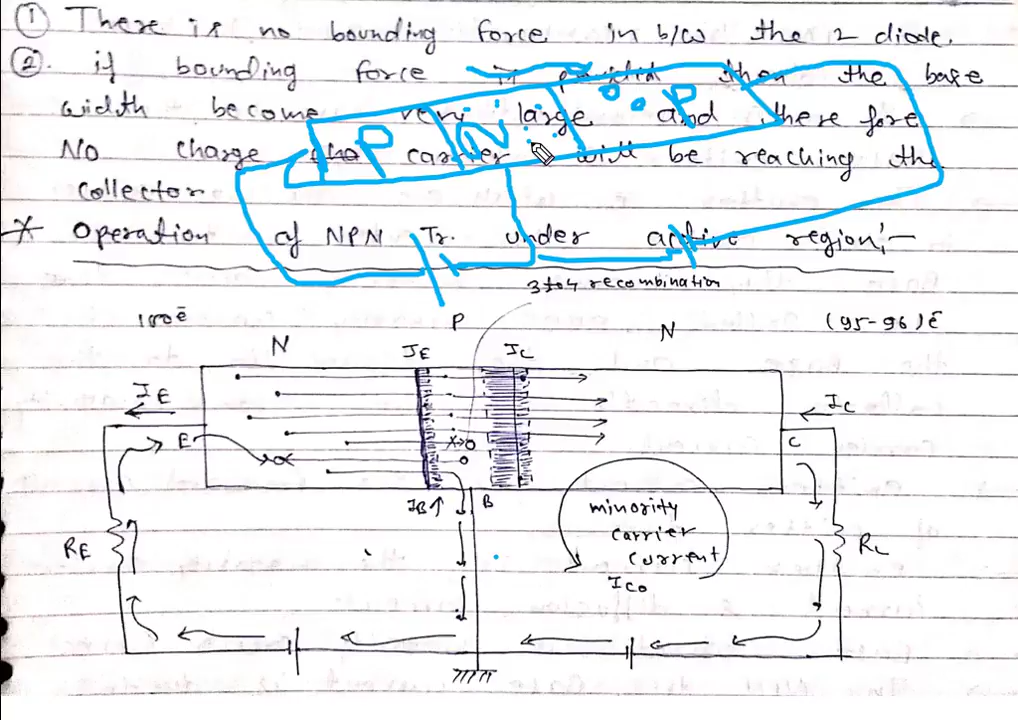 ① There is no bounding force in b/w the 2 diode.
②. if bounding force is then the base
width become very large and there fore
No charge carrier will be reaching the
collector.
* Operation of NPN Tr. under active region:-
P N P
3 to 4 recombination
100ē P N (95-96)ē
N JE JC
IE IC
E C
IB↑ B
minority
carrier
current
ICO
RE RL